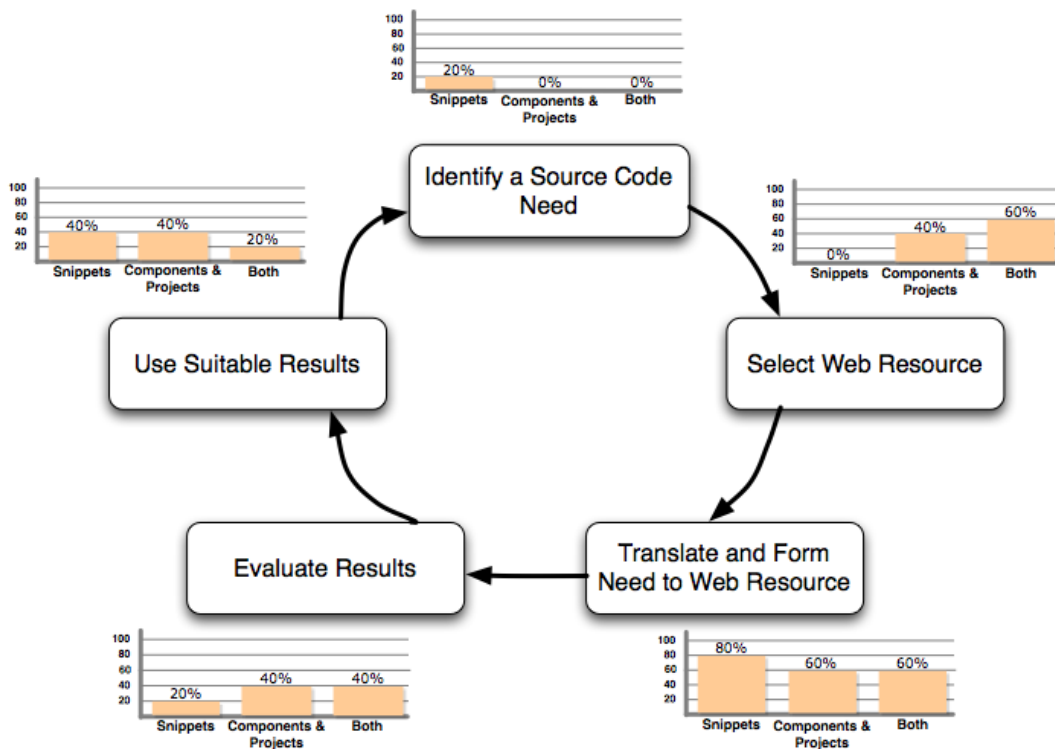 100
80
60
40
20
20%
0%
0%
Snippets
Components &
Projects
Both
Identify a Source Code
Need
100
80
60
40
20
40%
40%
20%
Snippets
Components &
Projects
Both
100
80
60
40
20
0%
40%
60%
Snippets
Components &
Projects
Both
Use Suitable Results
Select Web Resource
Evaluate Results
Translate and Form
Need to Web Resource
100
80
60
40
20
20%
40%
40%
Snippets
Components &
Projects
Both
100
80
60
40
20
80%
60%
60%
Snippets
Components &
Projects
Both